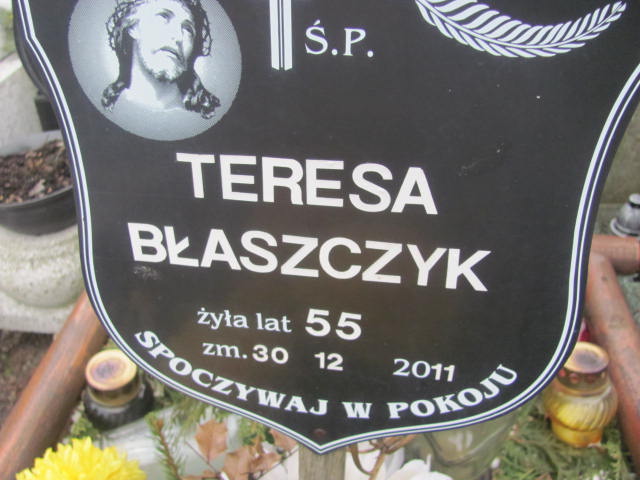 Ś.P.
TERESA
BŁASZCZYK
żyła lat 55
zm. 30 12 2011
SPOCZYWAJ W POKOJU